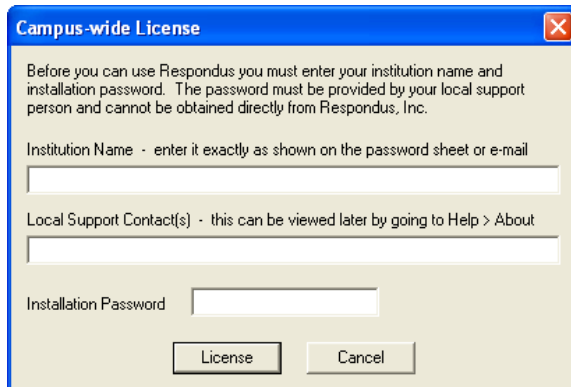 Campus-wide License
Before you can use Respondus you must enter your institution name and
installation password.  The password must be provided by your local support
person and cannot be obtained directly from Respondus, Inc.
Institution Name  -  enter it exactly as shown on the password sheet or e-mail
Local Support Contact(s)  -  this can be viewed later by going to Help > About
Installation Password
License
Cancel